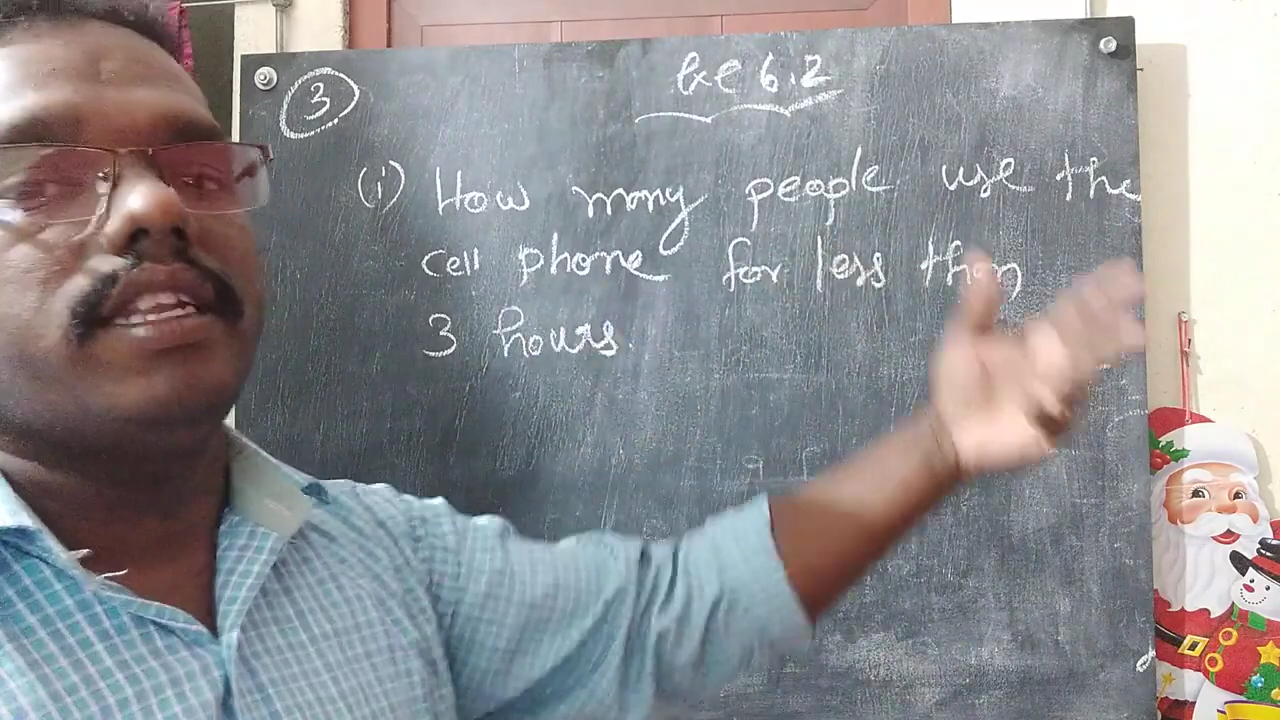 3
Exe 6.2
(i) How many people use the
cell phone for less than
3 hours.